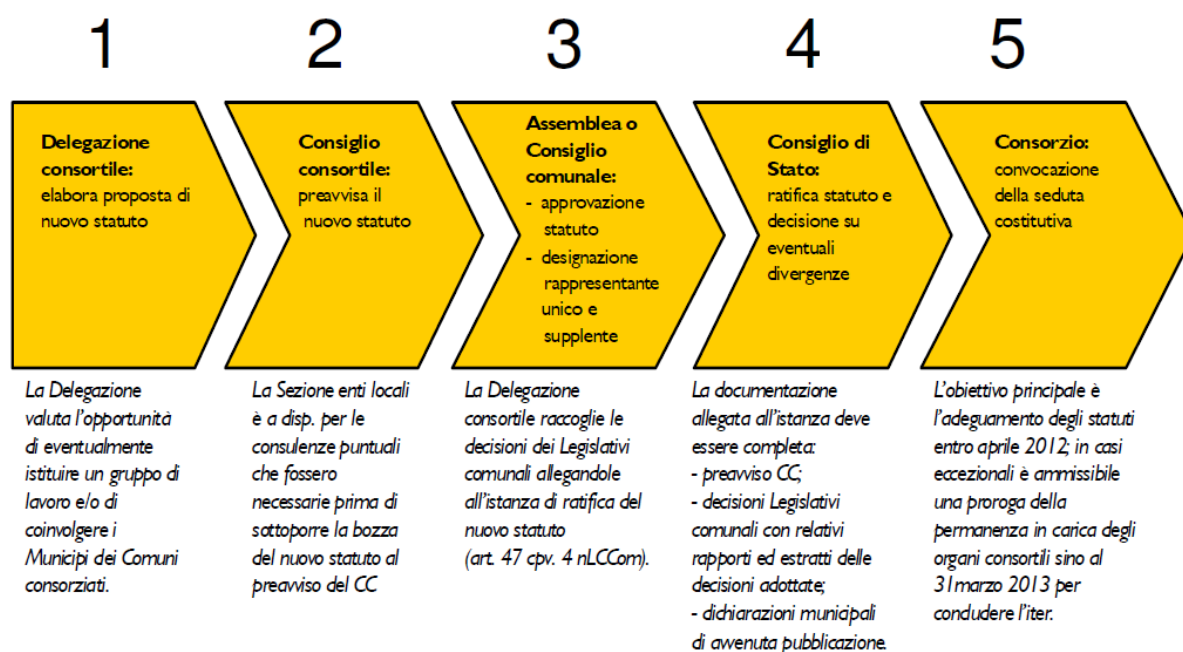 1
2
3
4
5
Delegazione
consortile:
elabora proposta di
nuovo statuto
Consiglio
consortile:
preavvisa il
nuovo statuto
Assemblea o
Consiglio
comunale:
- approvazione
statuto
- designazione
rappresentante
unico e
supplente
Consiglio di
Stato:
ratifica statuto e
decisione su
eventuali
divergenze
Consorzio:
convocazione
della seduta
costitutiva
La Delegazione
valuta l'opportunità
di eventualmente
istituire un gruppo di
lavoro e/o di
coinvolgere i
Municipi dei Comuni
consorziati.
La Sezione enti locali
è a disp. per le
consulenze puntuali
che fossero
necessarie prima di
sottoporre la bozza
del nuovo statuto al
preavviso del CC
La Delegazione
consortile raccoglie le
decisioni dei Legislativi
comunali allegandole
all'istanza di ratifica del
nuovo statuto
(art. 47 cpv. 4 nLCCom).
La documentazione
allegata all'istanza deve
essere completa:
- preavviso CC;
- decisioni Legislativi
comunali con relativi
rapporti ed estratti delle
decisioni adottate;
- dichiarazioni municipali
di avvenuta pubblicazione.
L'obiettivo principale è
l'adeguamento degli statuti
entro aprile 2012; in casi
eccezionali è ammissibile
una proroga della
permanenza in carica degli
organi consortili sino al
31marzo 2013 per
concludere l'iter.